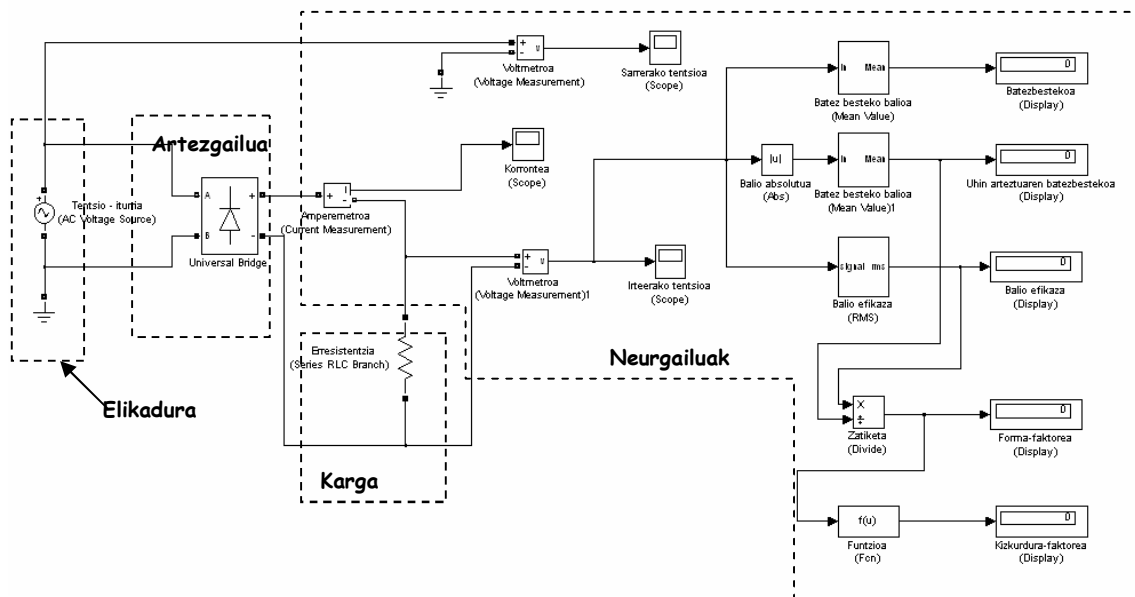 +
-
v
Voltmetroa
(Voltage Measurement)
Sarrerako tentsioa
(Scope)
In Mean
Batez besteko balioa
(Mean Value)
0
Batezbestekoa
(Display)
Artezgailua
Korrontea
(Scope)
|u|
Balio absolutua
(Abs)
In Mean
Batez besteko balioa
(Mean Value)1
0
Uhin arteztuaren batezbestekoa
(Display)
+
Tentsio - iturria
(AC Voltage Source)
A
B
+
-
Universal Bridge
+
i
-
Amperemetroa
(Current Measurement)
+
-
v
Voltmetroa
(Voltage Measurement)1
Irteerako tentsioa
(Scope)
signal rms
Balio efikaza
(RMS)
0
Balio efikaza
(Display)
Erresistentzia
(Series RLC Branch)
Neurgailuak
Elikadura
Karga
×
÷
Zatiketa
(Divide)
0
Forma-faktorea
(Display)
f(u)
Funtzioa
(Fcn)
0
Kizkurdura-faktorea
(Display)